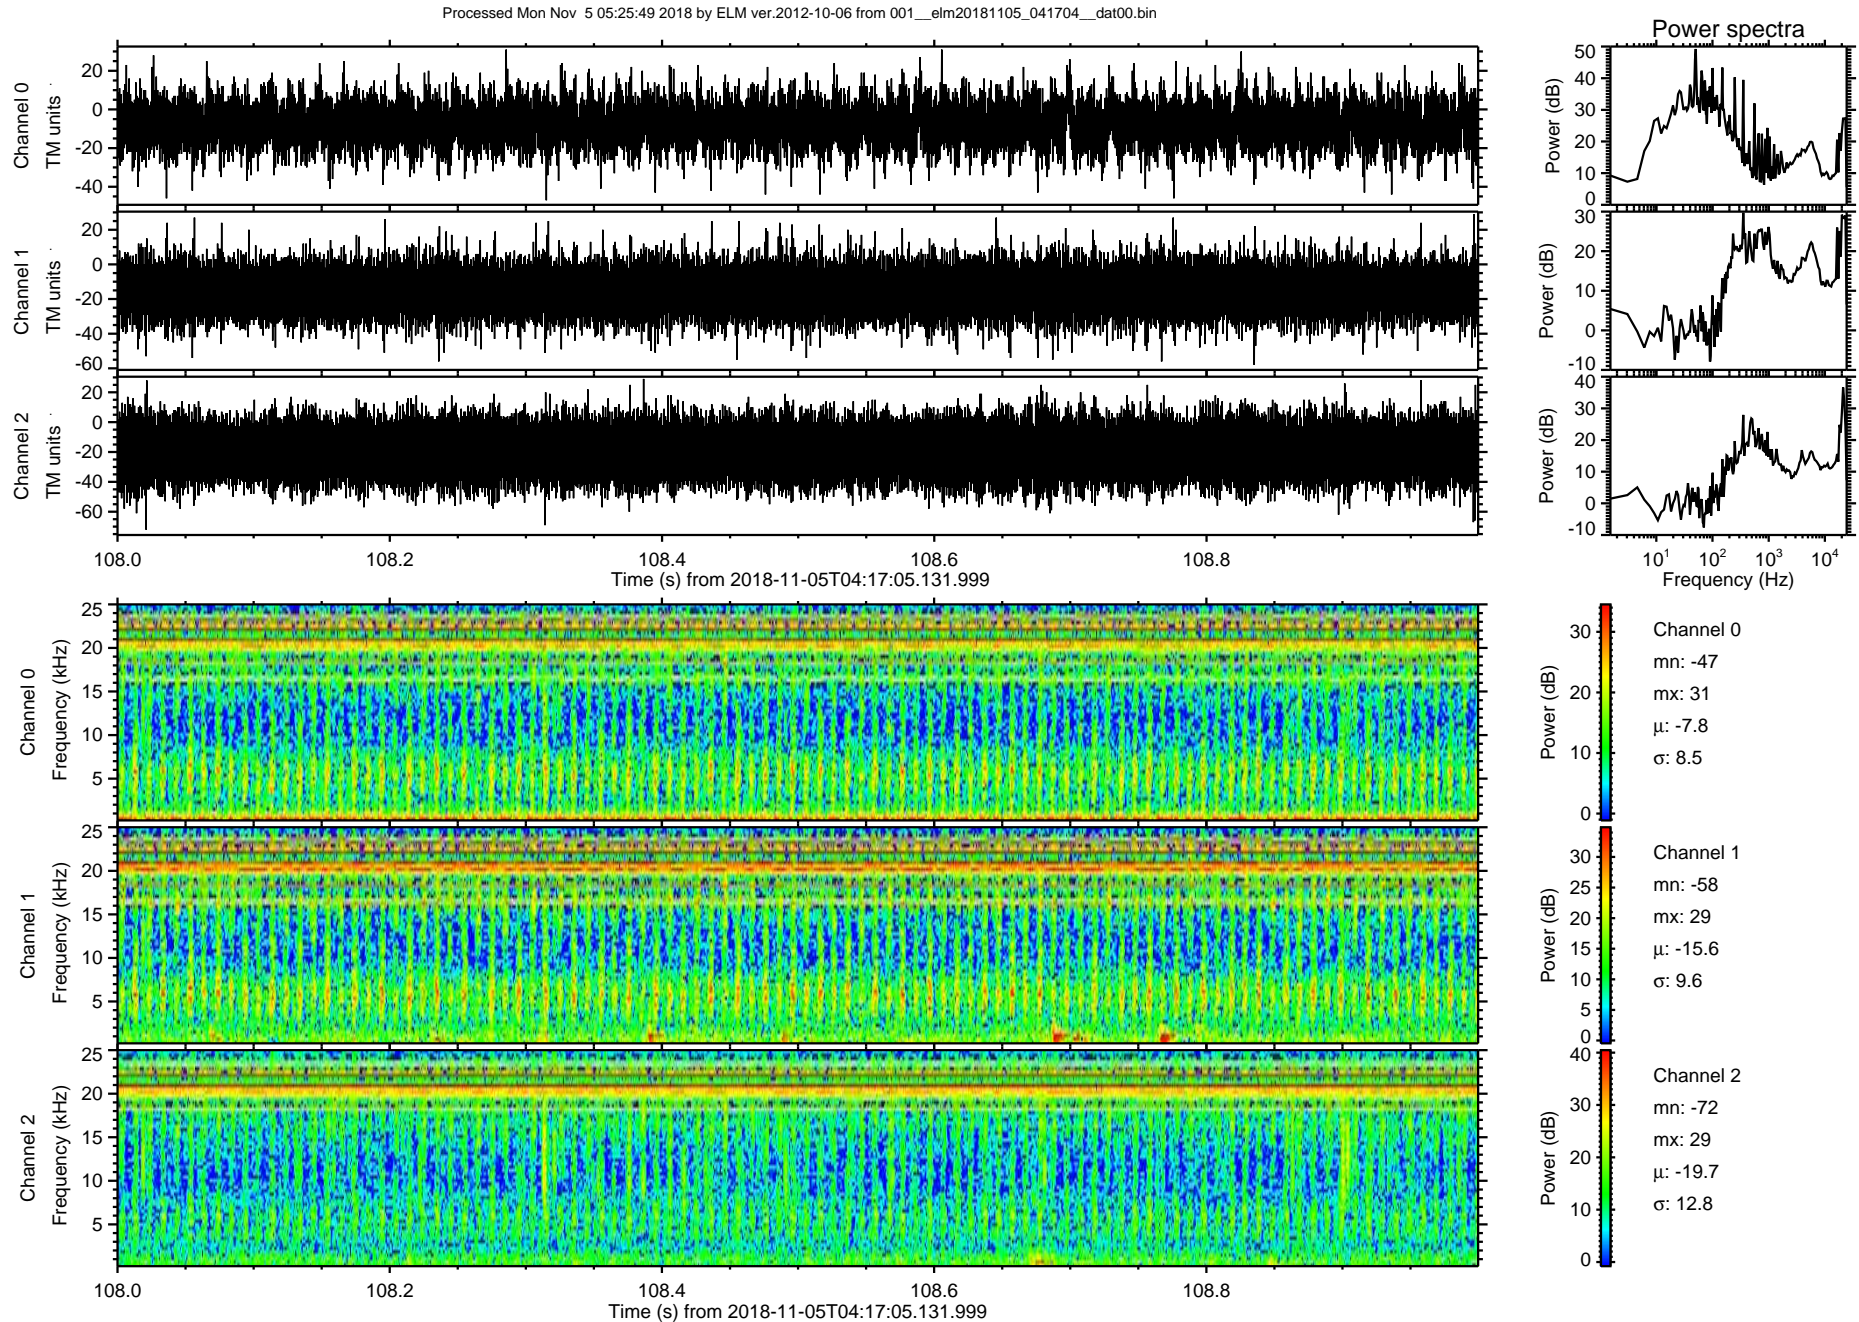 Processed Mon Nov  5 05:25:49 2018 by ELM ver.2012-10-06 from 001__elm20181105_041704__dat00.bin
Power spectra
Channel 0
TM units
20
0
-20
-40
Power (dB)
50
40
30
20
10
0
Channel 1
TM units
20
0
-20
-40
-60
Power (dB)
30
20
10
0
-10
Channel 2
TM units
20
0
-20
-40
-60
Power (dB)
40
30
20
10
0
-10
108.0 108.2 108.4 108.6 108.8
Time (s) from 2018-11-05T04:17:05.131.999
10^1 10^2 10^3 10^4
Frequency (Hz)
Channel 0
Frequency (kHz)
25
20
15
10
5
Power (dB)
30
20
10
0
Channel 0
mn: -47
mx: 31
μ: -7.8
σ: 8.5
Channel 1
Frequency (kHz)
25
20
15
10
5
Power (dB)
30
25
20
15
10
5
0
Channel 1
mn: -58
mx: 29
μ: -15.6
σ: 9.6
Channel 2
Frequency (kHz)
25
20
15
10
5
Power (dB)
40
30
20
10
0
Channel 2
mn: -72
mx: 29
μ: -19.7
σ: 12.8
108.0 108.2 108.4 108.6 108.8
Time (s) from 2018-11-05T04:17:05.131.999